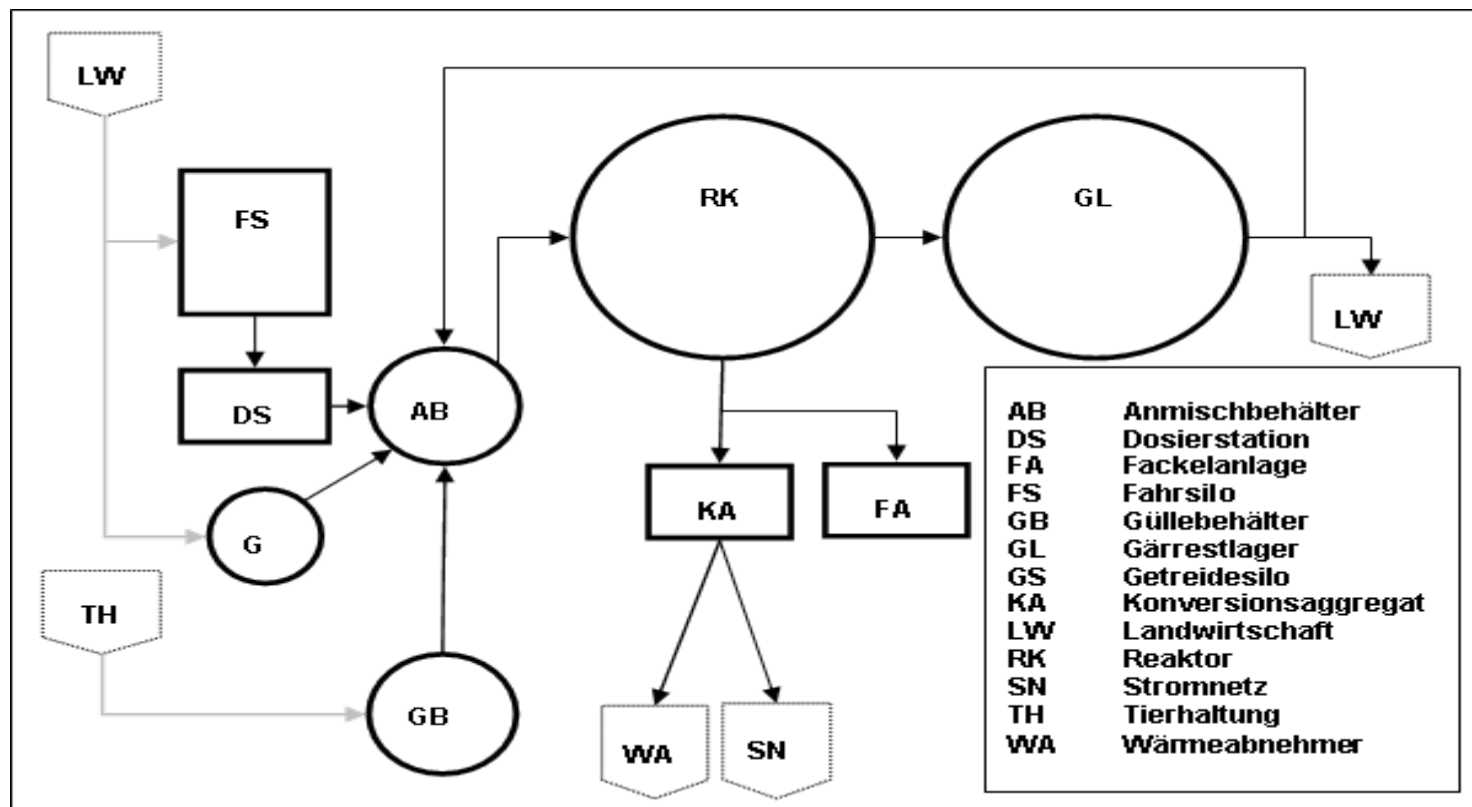 LW
FS
RK
GL
LW
DS
AB
G
KA
FA
TH
GB
WA
SN
AB Anmischbehälter
DS Dosierstation
FA Fackelanlage
FS Fahrsilo
GB Güllebehälter
GL Gärrestlager
GS Getreidesilo
KA Konversionsaggregat
LW Landwirtschaft
RK Reaktor
SN Stromnetz
TH Tierhaltung
WA Wärmeabnehmer